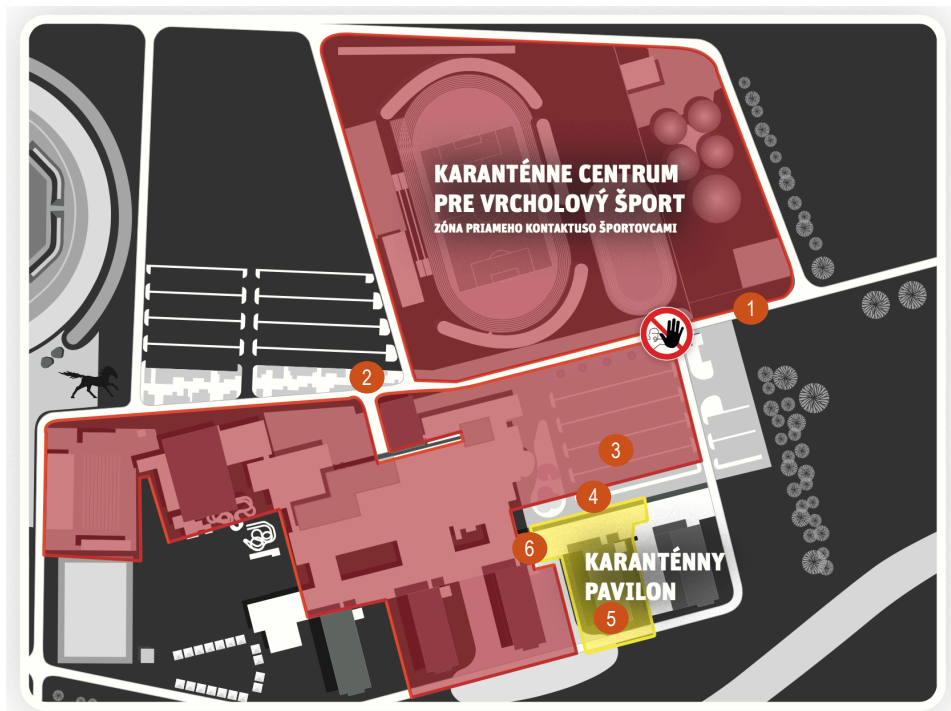 KARANTÉNNE CENTRUM
PRE VRCHOLOVÝ ŠPORT
ZÓNA PRIAMEHO KONTAKTUSO ŠPORTOVCAMI
1
2
3
4
6
KARANTÉNNY
PAVILON
5